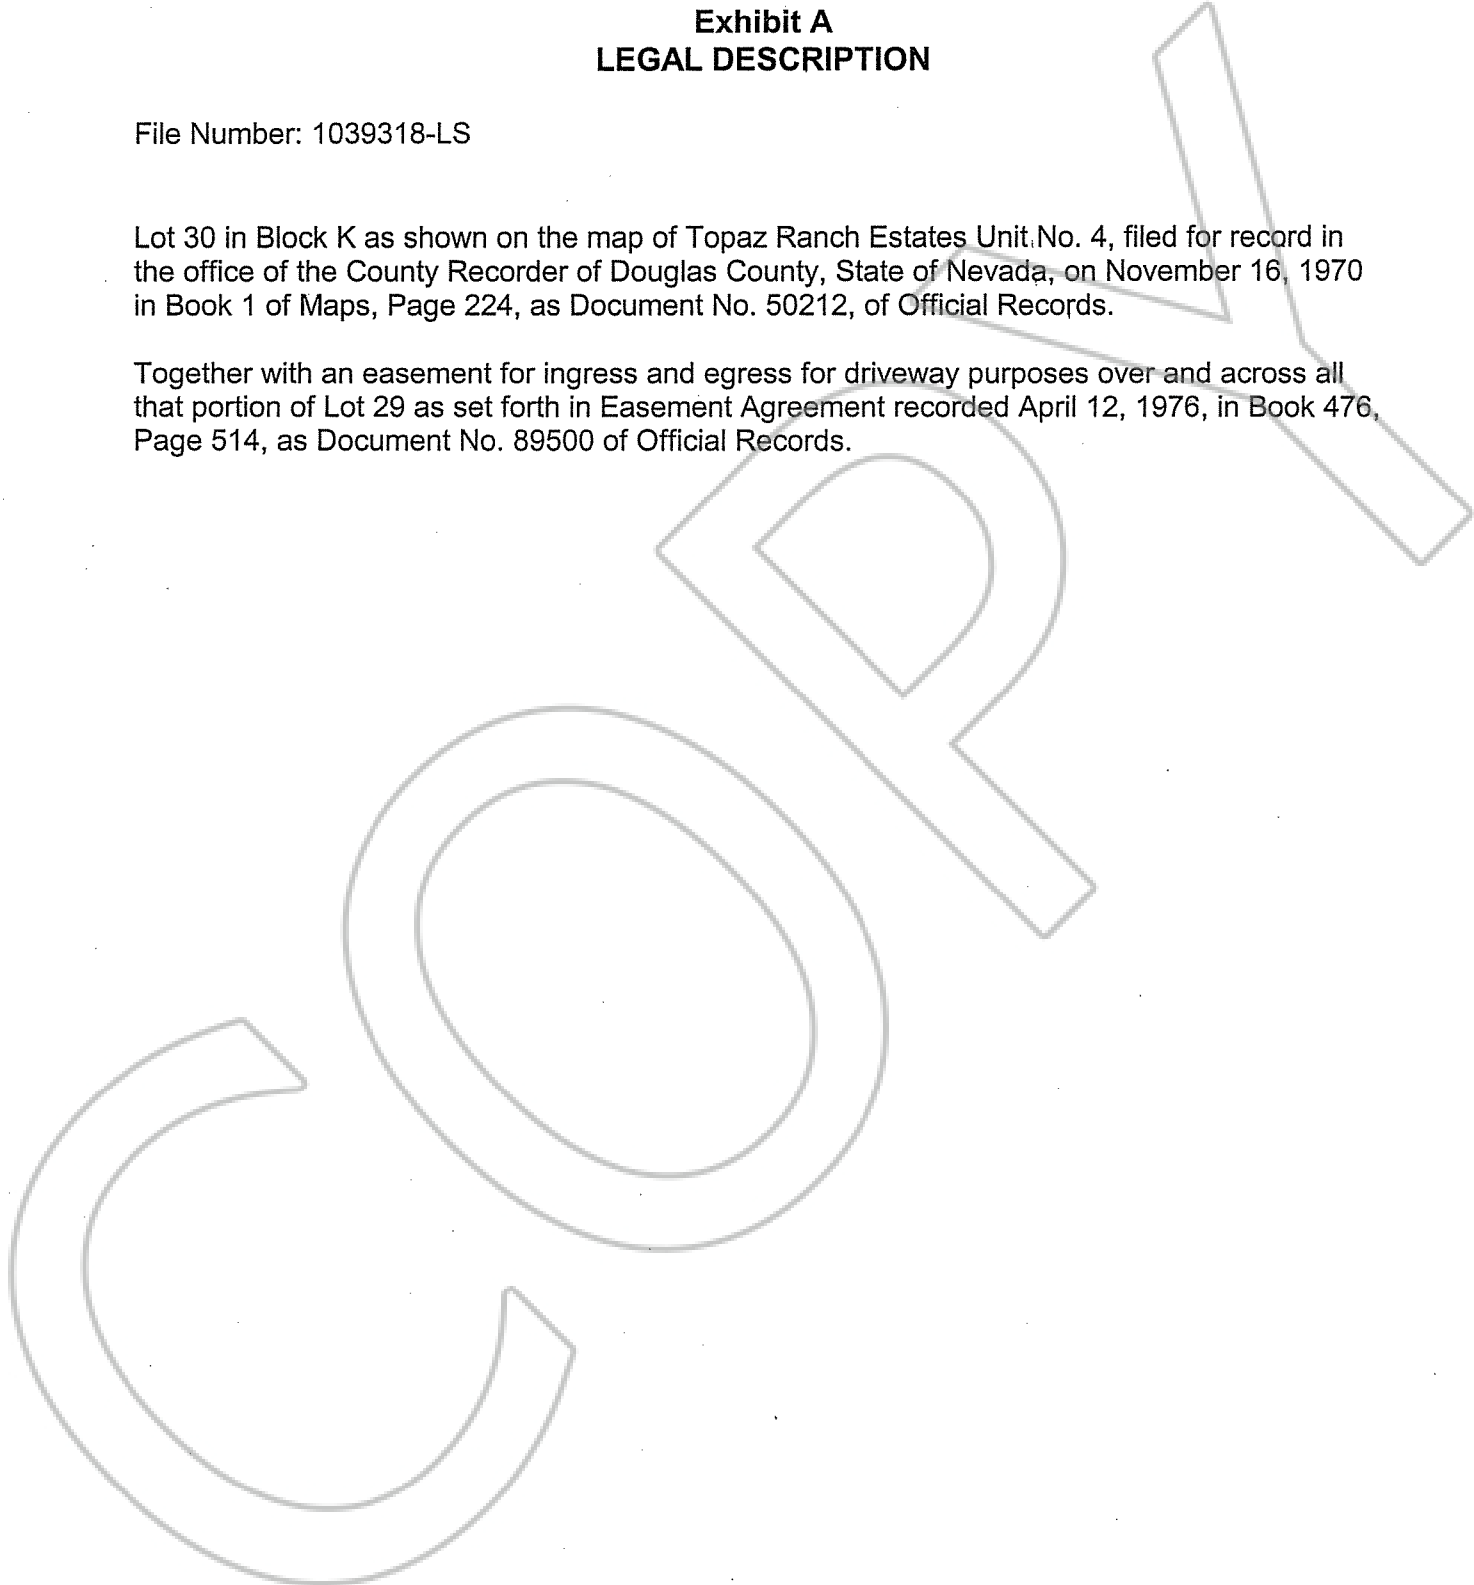 Exhibit A
LEGAL DESCRIPTION
File Number: 1039318-LS
Lot 30 in Block K as shown on the map of Topaz Ranch Estates Unit No. 4, filed for record in
the office of the County Recorder of Douglas County, State of Nevada, on November 16, 1970
in Book 1 of Maps, Page 224, as Document No. 50212, of Official Records.
Together with an easement for ingress and egress for driveway purposes over and across all
that portion of Lot 29 as set forth in Easement Agreement recorded April 12, 1976, in Book 476,
Page 514, as Document No. 89500 of Official Records.
COPY